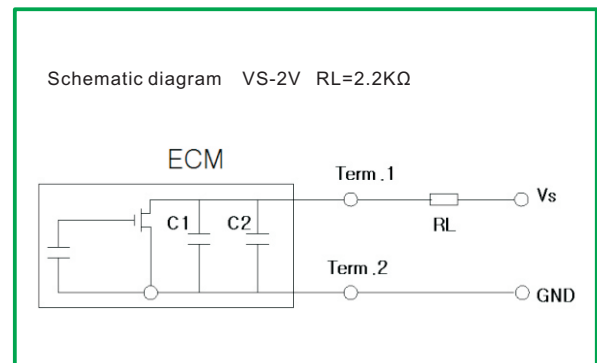 Schematic diagram VS-2V RL=2.2KΩ
ECM
Term.1
Vs
C1 C2
RL
Term.2
GND